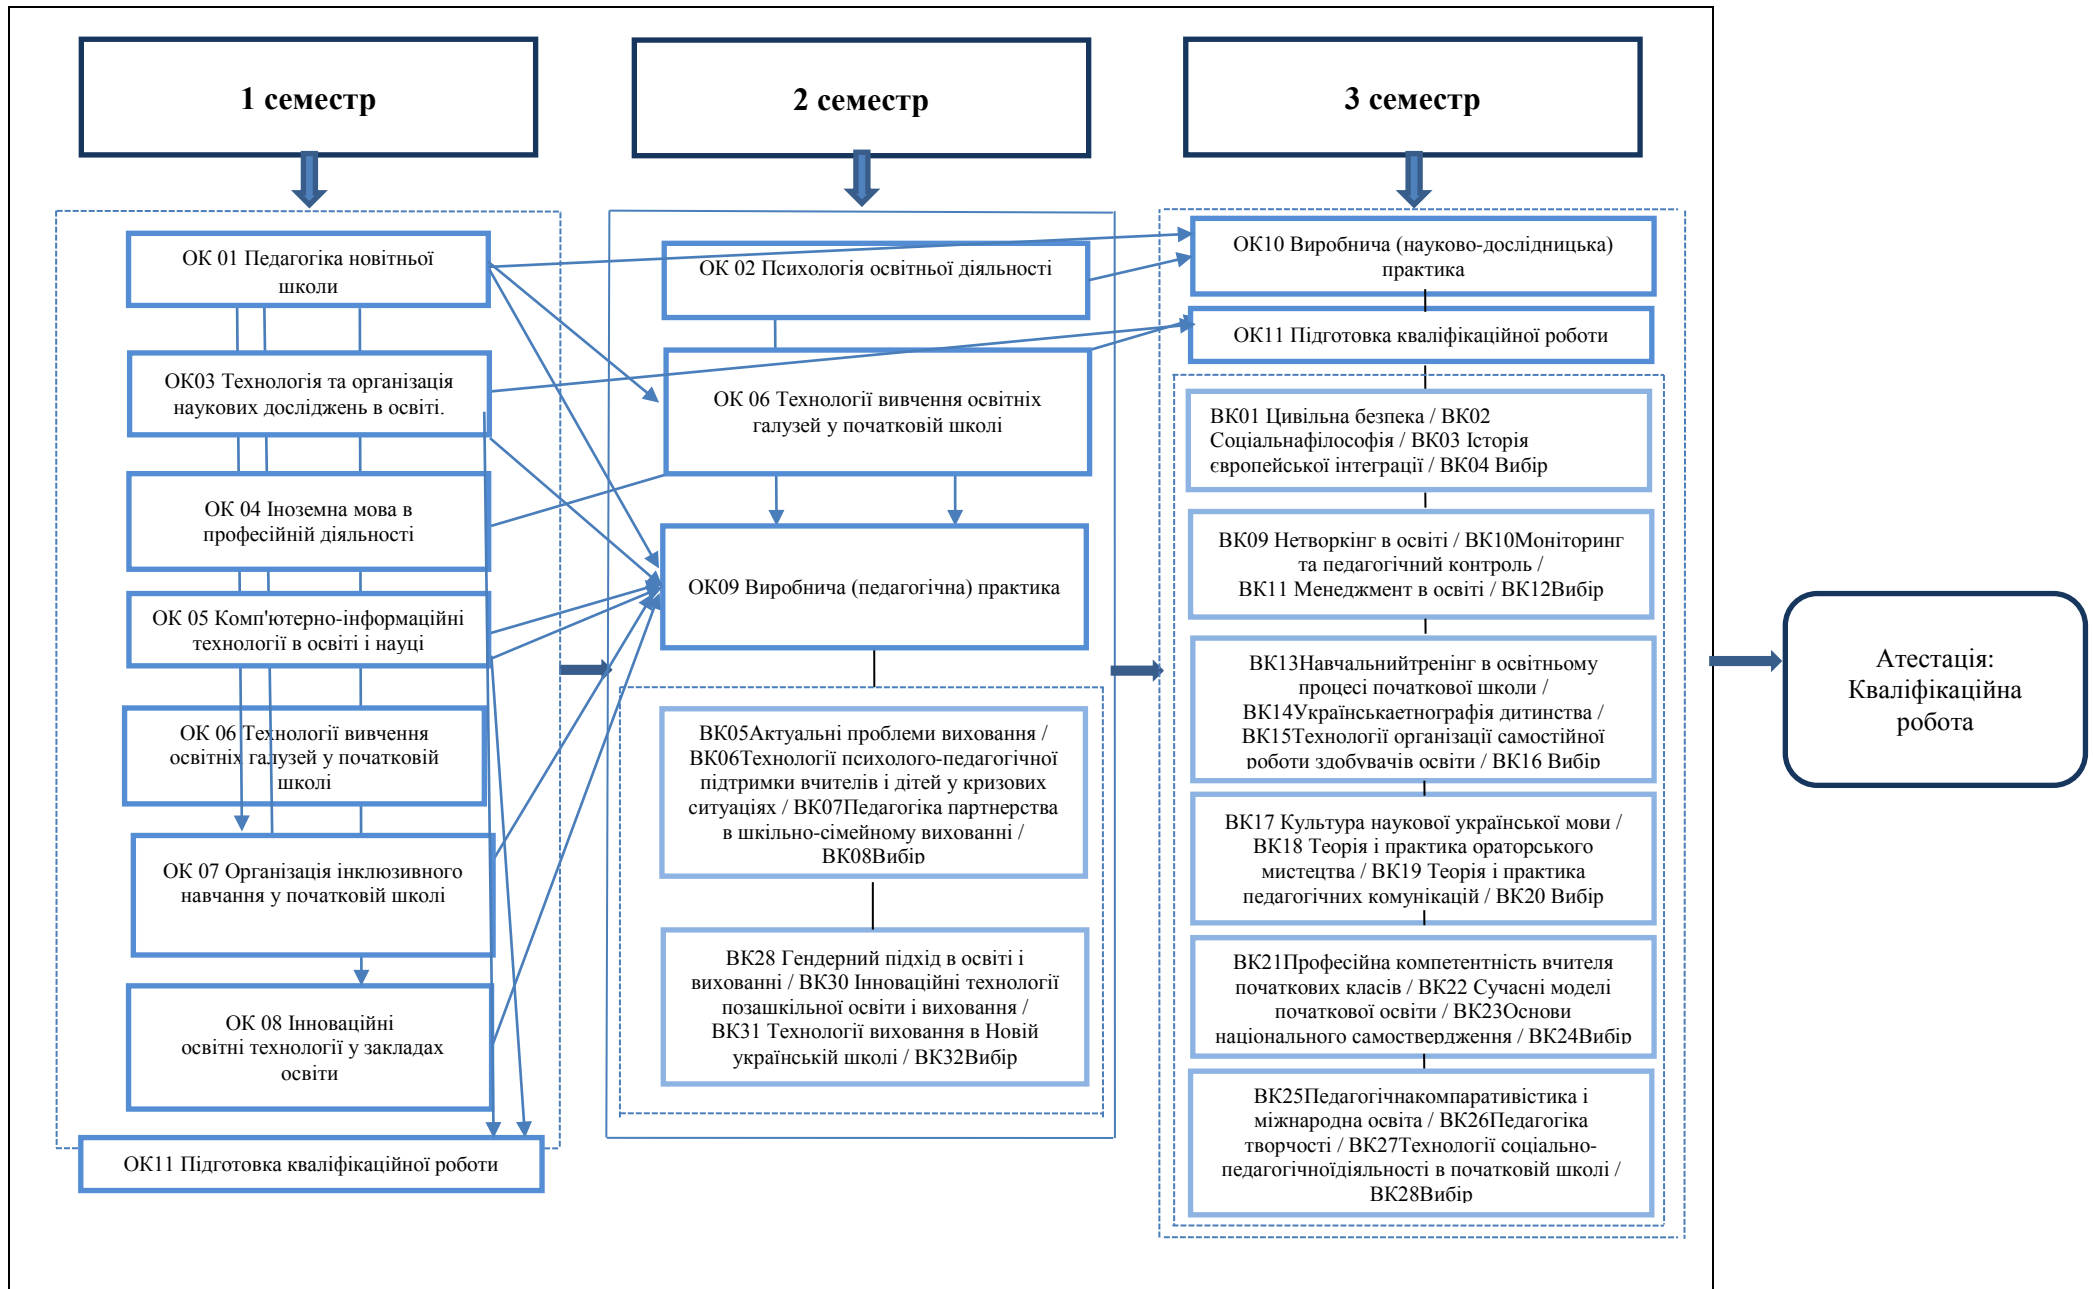 1 семестр
2 семестр
3 семестр
ОК 01 Педагогіка новітньої
школи
ОК03 Технологія та організація
наукових досліджень в освіті.
ОК 04 Іноземна мова в
професійній діяльності
ОК 05 Комп'ютерно-інформаційні
технології в освіті і науці
ОК 06 Технології вивчення
освітніх галузей у початковій
школі
ОК 07 Організація інклюзивного
навчання у початковій школі
ОК 08 Інноваційні
освітні технології у закладах
освіти
ОК11 Підготовка кваліфікаційної роботи
ОК 02 Психологія освітньої діяльності
ОК 06 Технології вивчення освітніх
галузей у початковій школі
ОК09 Виробнича (педагогічна) практика
ВК05Актуальні проблеми виховання /
ВК06Технології психолого-педагогічної
підтримки вчителів і дітей у кризових
ситуаціях / ВК07Педагогіка партнерства
в шкільно-сімейному вихованні /
ВК08Вибір
ВК28 Гендерний підхід в освіті і
вихованні / ВК30 Інноваційні технології
позашкільної освіти і виховання /
ВК31 Технології виховання в Новій
українській школі / ВК32Вибір
ОК10 Виробнича (науково-дослідницька)
практика
ОК11 Підготовка кваліфікаційної роботи
ВК01 Цивільна безпека / ВК02
Соціальнафілософія / ВК03 Історія
європейської інтеграції / ВК04 Вибір
ВК09 Нетворкінг в освіті / ВК10Моніторинг
та педагогічний контроль /
ВК11 Менеджмент в освіті / ВК12Вибір
ВК13Навчальнийтренінг в освітньому
процесі початкової школи /
ВК14Українськаетнографія дитинства /
ВК15Технології організації самостійної
роботи здобувачів освіти / ВК16 Вибір
ВК17 Культура наукової української мови /
ВК18 Теорія і практика ораторського
мистецтва / ВК19 Теорія і практика
педагогічних комунікацій / ВК20 Вибір
ВК21Професійна компетентність вчителя
початкових класів / ВК22 Сучасні моделі
початкової освіти / ВК23Основи
національного самоствердження / ВК24Вибір
ВК25Педагогічнакомпаративістика і
міжнародна освіта / ВК26Педагогіка
творчості / ВК27Технології соціально-
педагогічноїдіяльності в початковій школі /
ВК28Вибір
Атестація:
Кваліфікаційна
робота